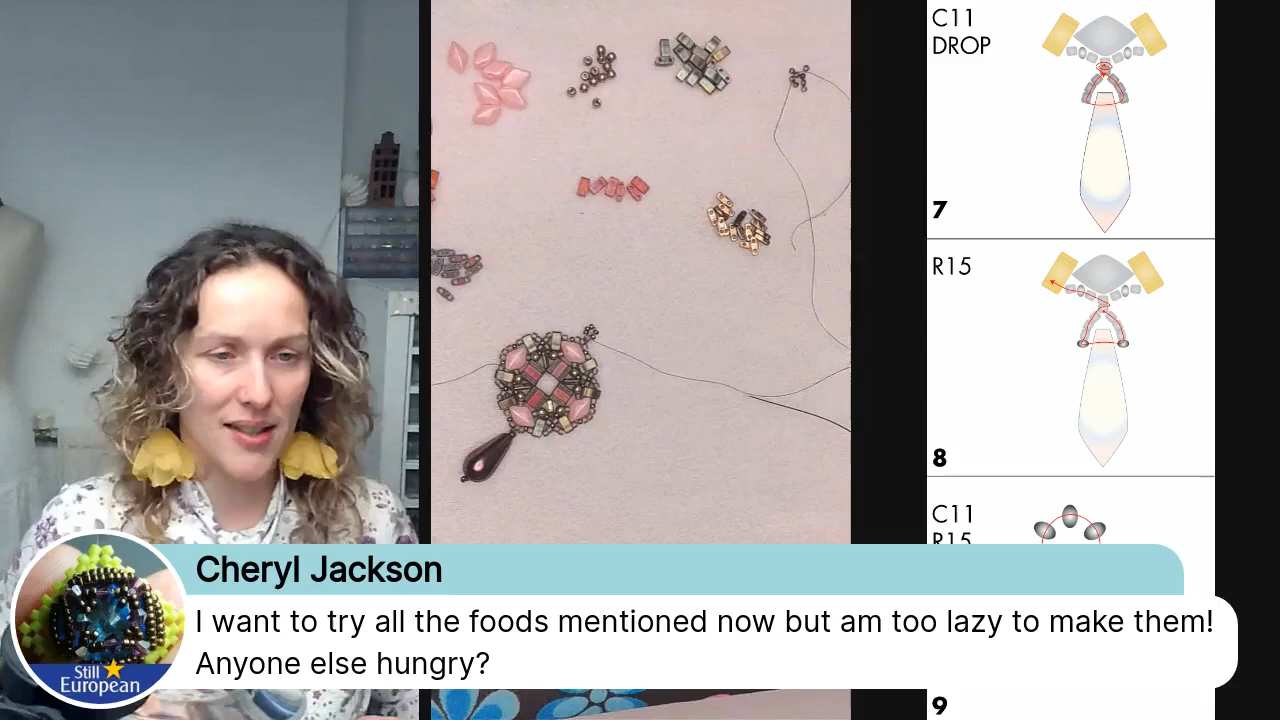 C11
DROP
7
R15
8
C11
R15
Cheryl Jackson
I want to try all the foods mentioned now but am too lazy to make them!
Anyone else hungry?
Still
European
9